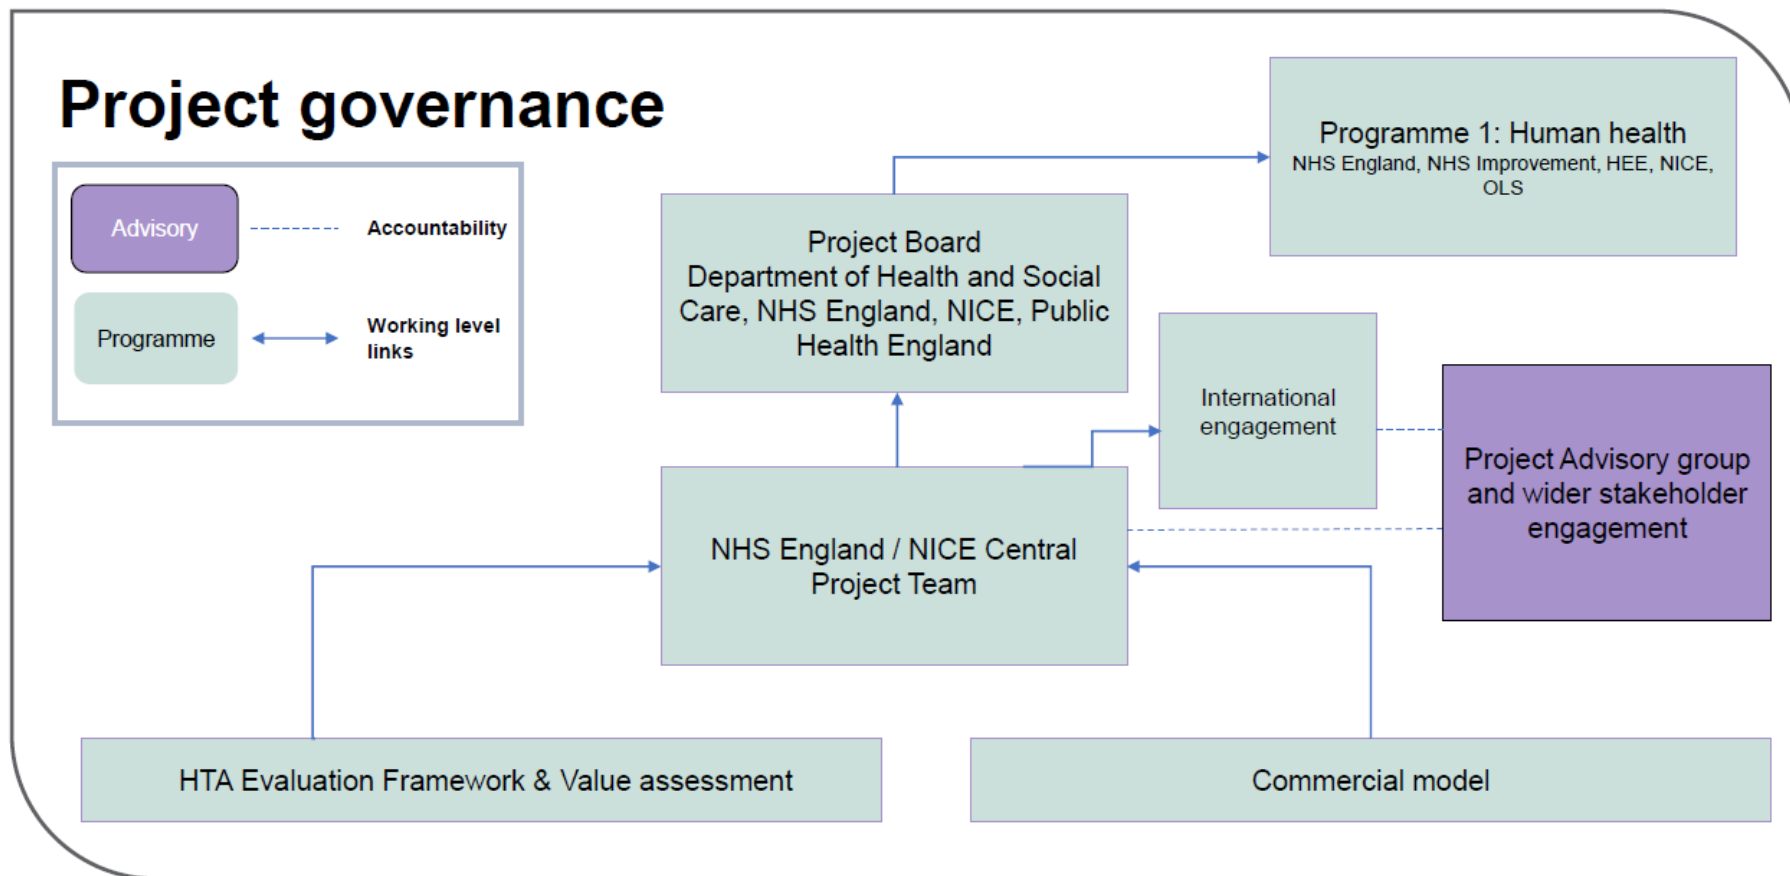 Project governance
Advisory
Accountability
Programme
Working level
links
Programme 1: Human health
NHS England, NHS Improvement, HEE, NICE,
OLS
Project Board
Department of Health and Social
Care, NHS England, NICE, Public
Health England
International
engagement
Project Advisory group
and wider stakeholder
engagement
NHS England / NICE Central
Project Team
HTA Evaluation Framework & Value assessment
Commercial model